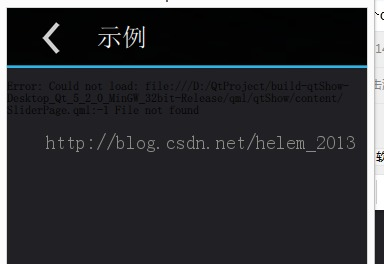 示例
Error: Could not load: file:///D:/QtProject/build-qtShow-
Desktop_Qt_5_2_0_MinGW_32bit-Release/qml/qtShow/content/
SliderPage.qml:-1 File not found
http://blog.csdn.net/helem_2013